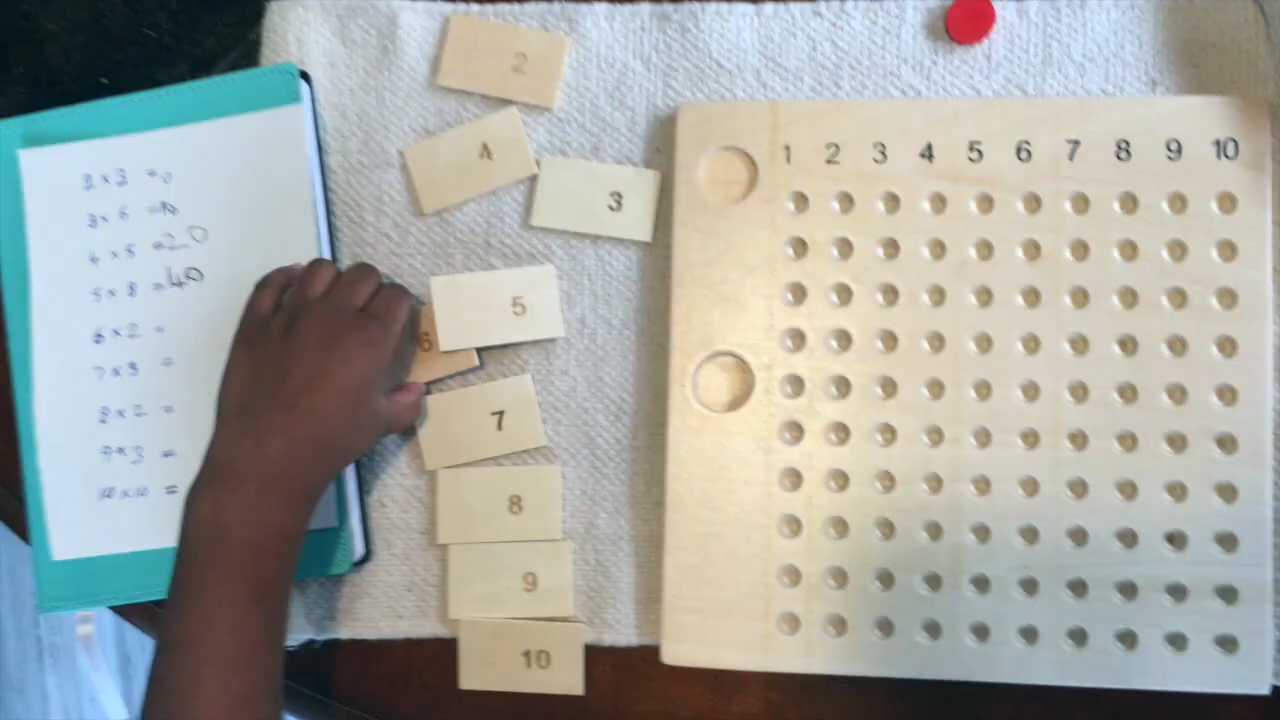 2
4
3
5
6
7
8
9
10
1 2 3 4 5 6 7 8 9 10
2 x 3 =
3 x 6 =
4 x 5 = 20
5 x 8 = 40
6 x 2 =
7 x 3 =
8 x 2 =
9 x 3 =
10 x 10 =